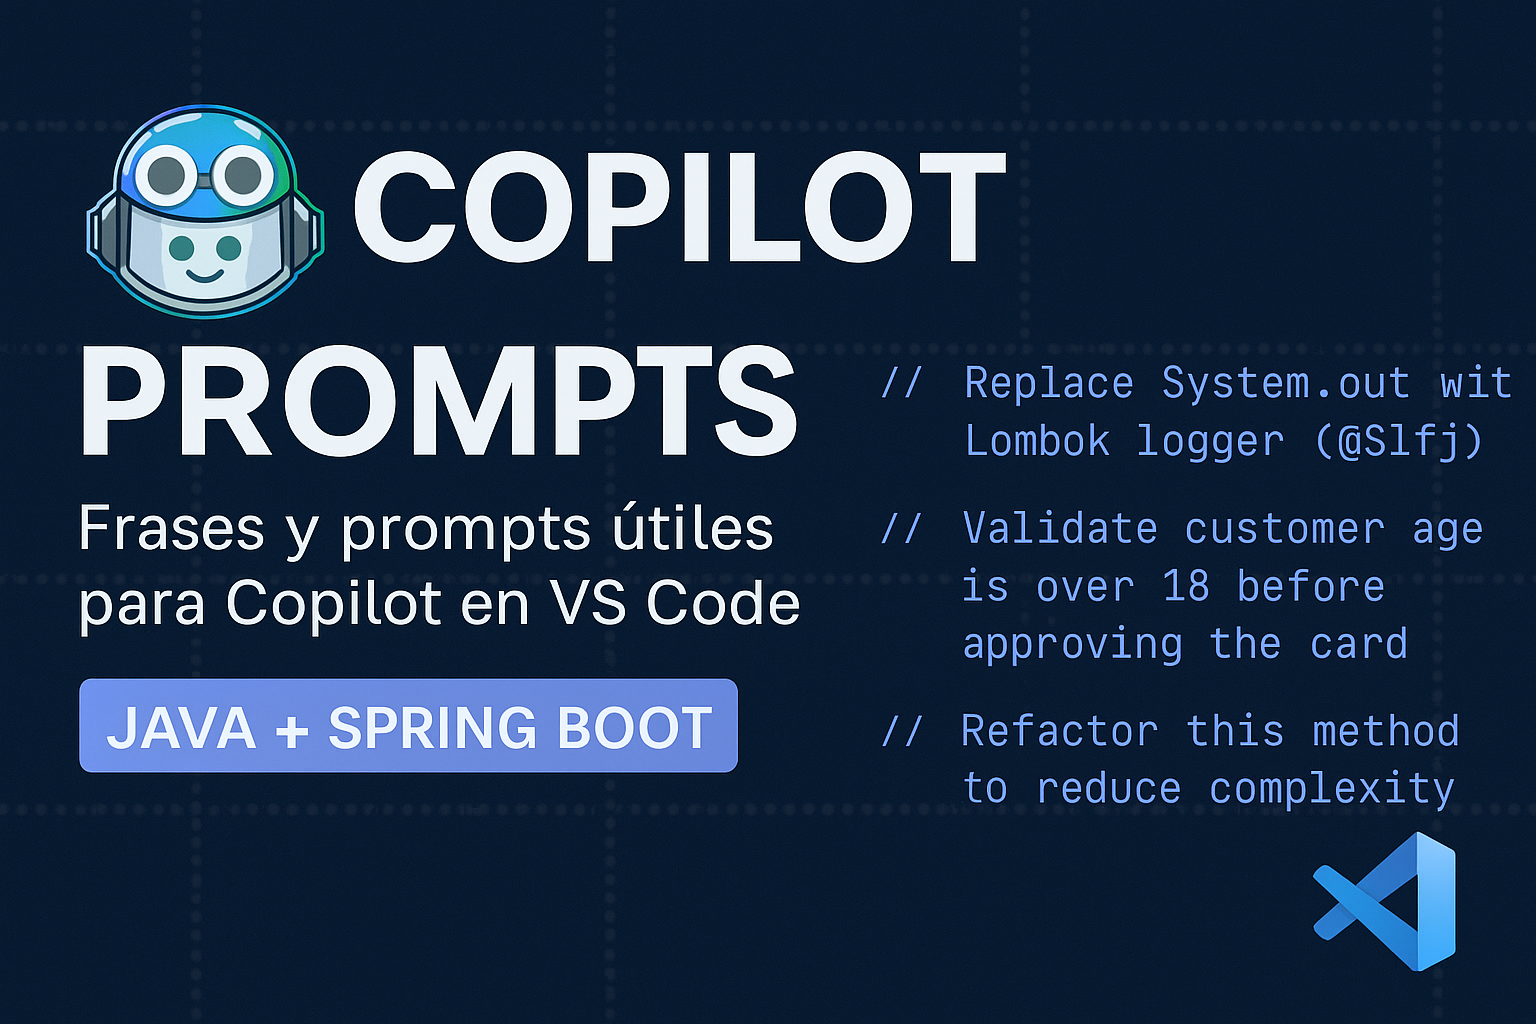 COPILOT
PROMPTS
Frases y prompts útiles
para Copilot en VS Code
JAVA + SPRING BOOT
// Replace System.out wit
Lombok logger (@Slfj)
// Validate customer age
is over 18 before
approving the card
// Refactor this method
to reduce complexity